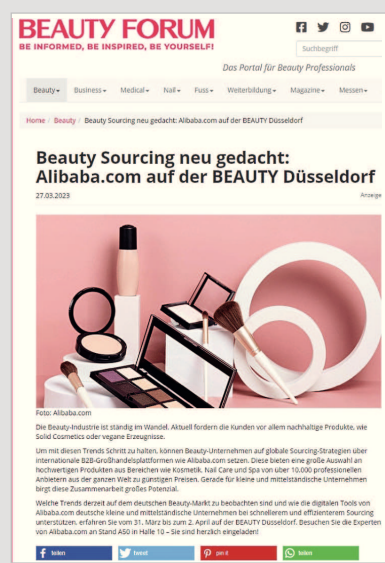 BEAUTY FORUM
BE INFORMED, BE INSPIRED, BE YOURSELF!
Suchbegriff
Das Portal für Beauty Professionals
Beauty Business Medical Nail Fuss Weiterbildung Magazine Messen
Home / Beauty / Beauty Sourcing neu gedacht: Alibaba.com auf der BEAUTY Düsseldorf
Beauty Sourcing neu gedacht:
Alibaba.com auf der BEAUTY Düsseldorf
27.03.2023
Anzeige
Foto: Alibaba.com
Die Beauty-Industrie ist ständig im Wandel. Aktuell fordern die Kunden vor allem nachhaltige Produkte, wie
Solid Cosmetics oder vegane Erzeugnisse.
Um mit diesen Trends Schritt zu halten, können Beauty-Unternehmen auf globale Sourcing-Strategien über
internationale B2B-Großhandelsplattformen wie Alibaba.com setzen. Diese bieten eine große Auswahl an
hochwertigen Produkten aus Bereichen wie Kosmetik, Nail Care und Spa von über 10.000 professionellen
Anbietern aus der ganzen Welt zu günstigen Preisen. Gerade für kleine und mittelständische Unternehmen
birgt diese Zusammenarbeit großes Potenzial.
Welche Trends derzeit auf dem deutschen Beauty-Markt zu beobachten sind und wie die digitalen Tools von
Alibaba.com deutsche kleine und mittelständische Unternehmen bei schnellerem und effizienterem Sourcing
unterstützen, erfahren Sie vom 31. März bis zum 2. April auf der BEAUTY Düsseldorf. Besuchen Sie die Experten
von Alibaba.com an Stand A50 in Halle 10 – Sie sind herzlich eingeladen!
teilen tweet pin it teilen